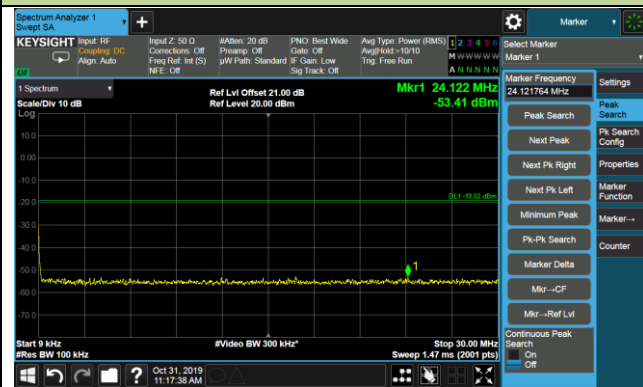 Spectrum Analyzer 1
Swept SA
Marker
KEYSIGHT
Input: RF
Coupling: DC
Align: Auto
Input Z: 50 Ω
Corrections: Off
Freq Ref: Int (S)
NFE: Off
#Atten: 20 dB
Preamp: Off
µW Path: Standard
PNO: Best Wide
Gate: Off
IF Gain: Low
Sig Track: Off
Avg Type: Power (RMS)
Avg|Hold:>10/10
Trig: Free Run
1 2 3 4 5 6
M W W W W W
A N N N N N
LXI
Select Marker
Marker 1
1 Spectrum
Scale/Div 10 dB
Log
Ref Lvl Offset 21.00 dB
Ref Level 20.00 dBm
Mkr1 24.122 MHz
-53.41 dBm
10.0
0.00
-10.0
-20.0
-30.0
-40.0
-50.0
-60.0
-70.0
DL1 -19.02 dBm
1
Start 9 kHz
#Res BW 100 kHz
#Video BW 300 kHz*
Stop 30.00 MHz
Sweep 1.47 ms (2001 pts)
Marker Frequency
24.121764 MHz
Peak Search
Next Peak
Next Pk Right
Next Pk Left
Minimum Peak
Pk-Pk Search
Marker Delta
Mkr→CF
Mkr→Ref Lvl
Continuous Peak
Search
On
Off
Settings
Peak
Search
Pk Search
Config
Properties
Marker
Function
Marker→
Counter
?
Oct 31, 2019
11:17:38 AM